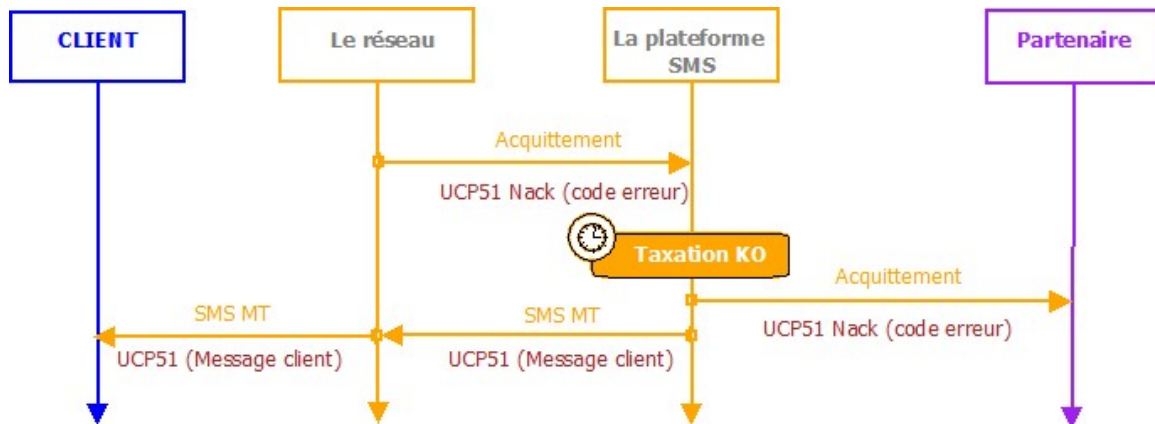 CLIENT
Le réseau
La plateforme
SMS
Partenaire
Acquittement
UCP51 Nack (code erreur)
Taxation KO
Acquittement
UCP51 Nack (code erreur)
SMS MT
UCP51 (Message client)
SMS MT
UCP51 (Message client)